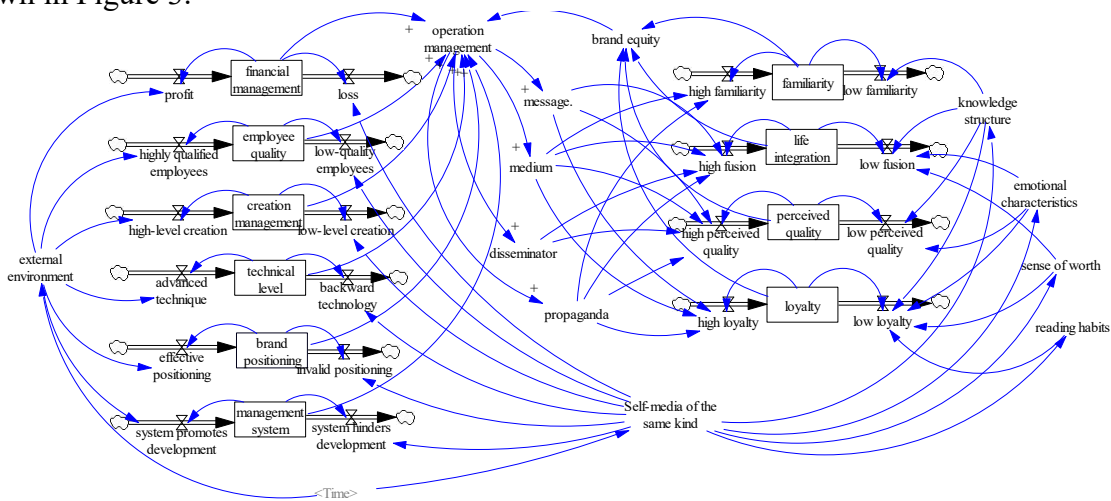 wn in Figure 3.
operation
management
brand equity
financial
management
profit
loss
message.
familiarity
high familiarity
low familiarity
knowledge
structure
employee
quality
highly qualified
employees
low-quality
employees
medium
life
integration
high fusion
low fusion
emotional
characteristics
creation
management
high-level creation
low-level creation
perceived
quality
high perceived
quality
low perceived
quality
external
environment
technical
level
advanced
technique
backward
technology
disseminator
sense of worth
propaganda
loyalty
high loyalty
low loyalty
reading habits
brand
positioning
effective
positioning
invalid positioning
Self-media of the
same kind
management
system
system promotes
development
system hinders
development
<Time>
+
+
+
+
+
+
+
+
+